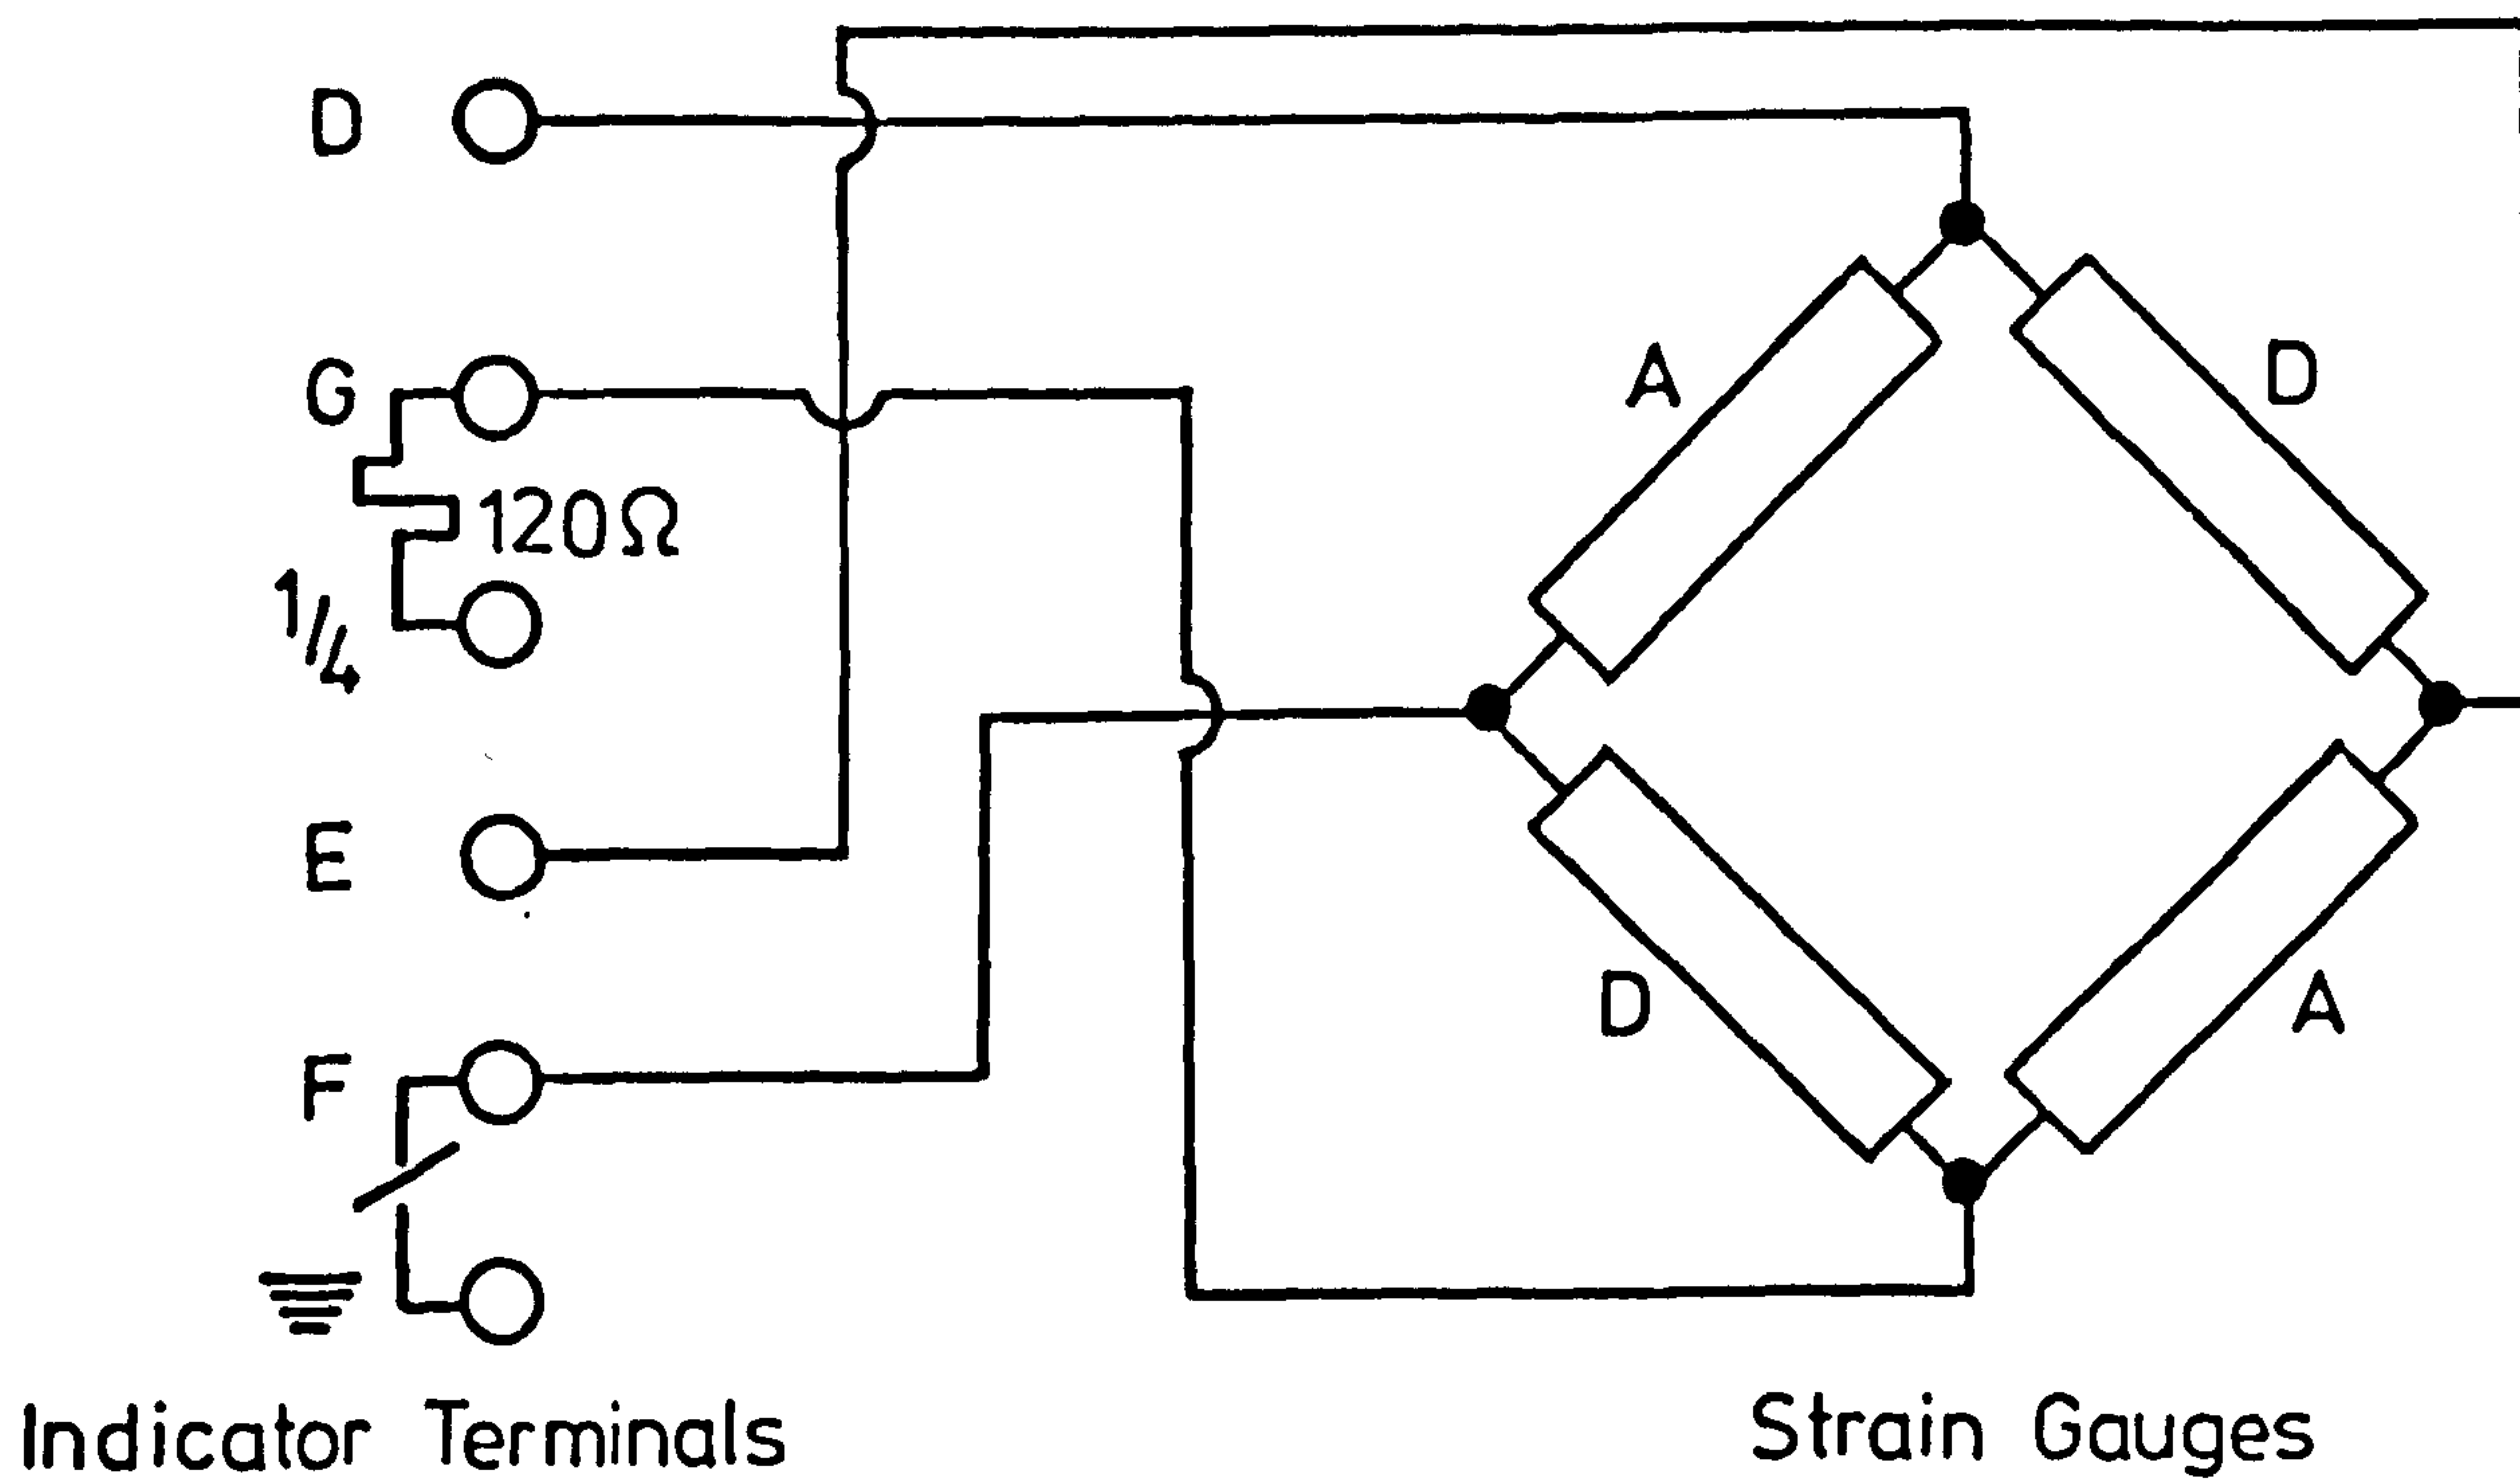 D
G
120Ω
1/4
E
F
A
D
D
A
Indicator Terminals
Strain Gauges